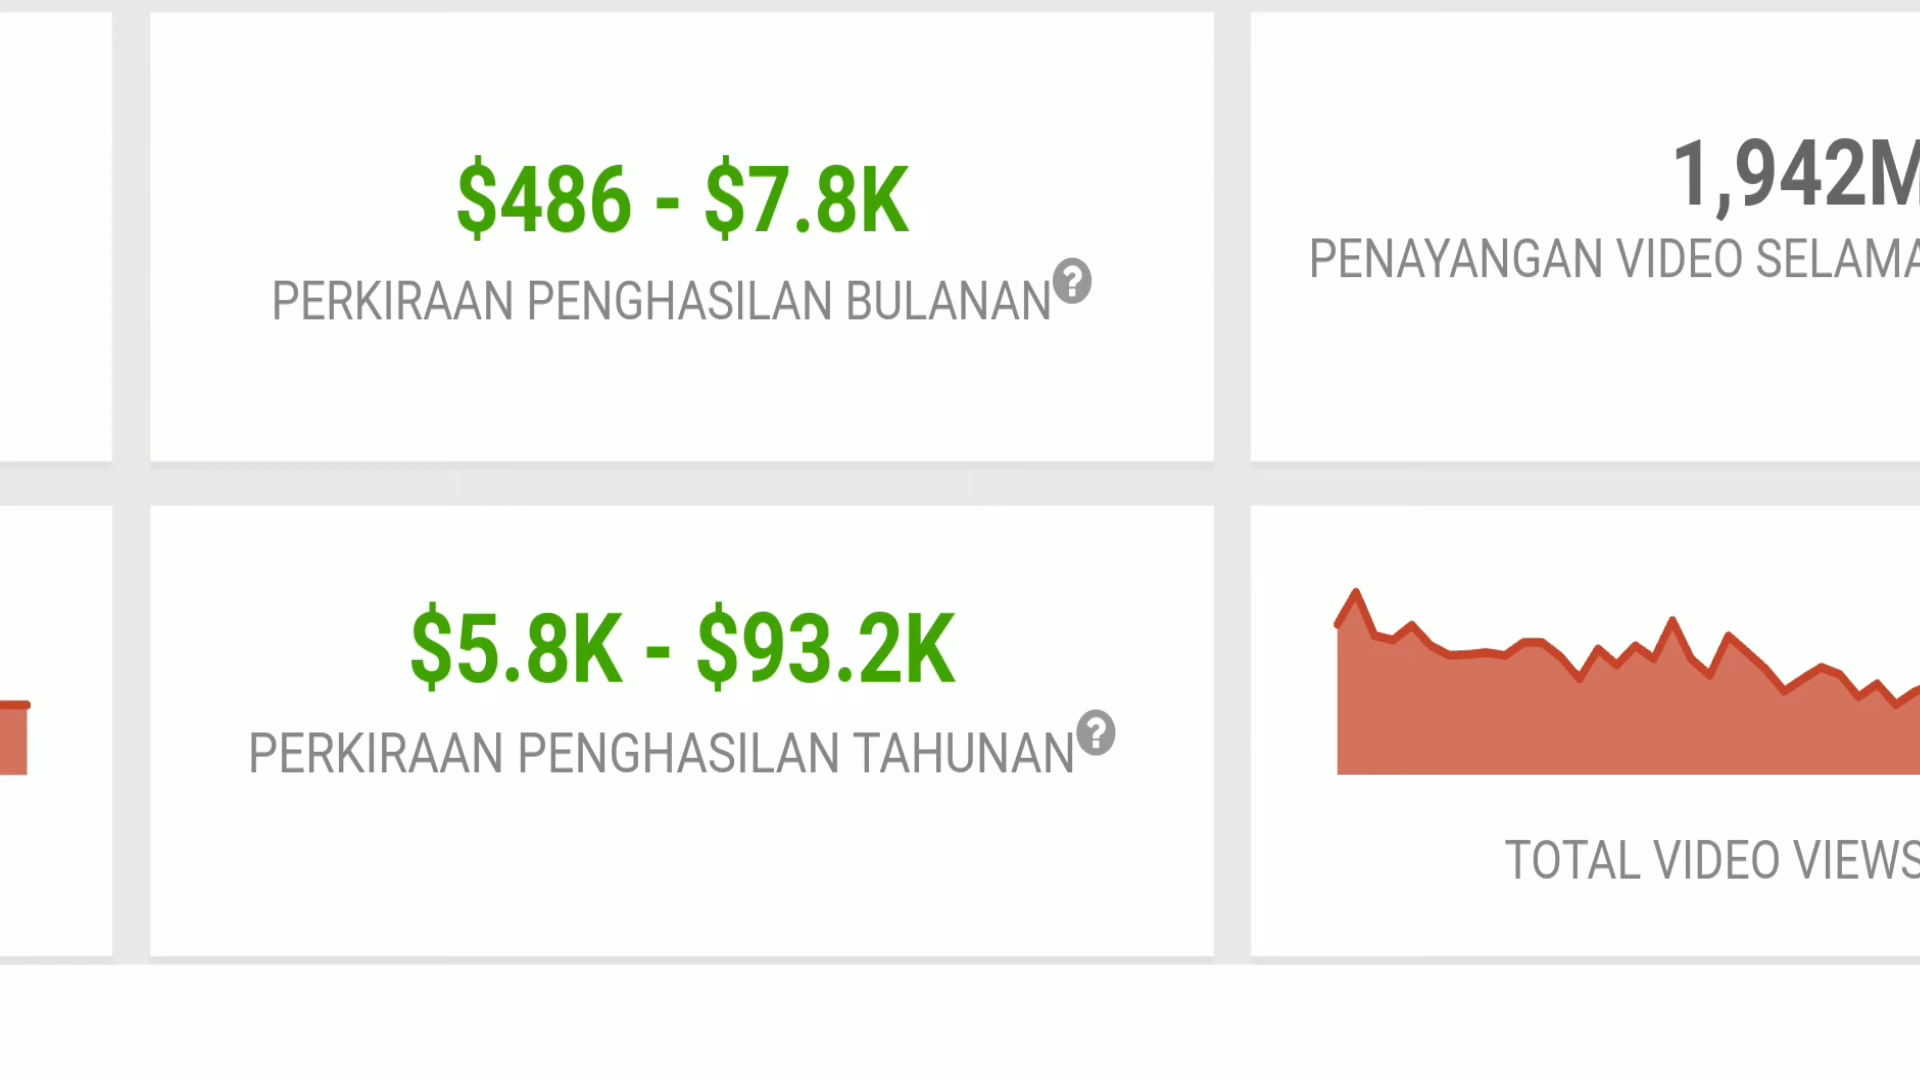 $486 - $7.8K
PERKIRAAN PENGHASILAN BULANAN
1,942M
PENAYANGAN VIDEO SELAMA
$5.8K - $93.2K
PERKIRAAN PENGHASILAN TAHUNAN
TOTAL VIDEO VIEWS